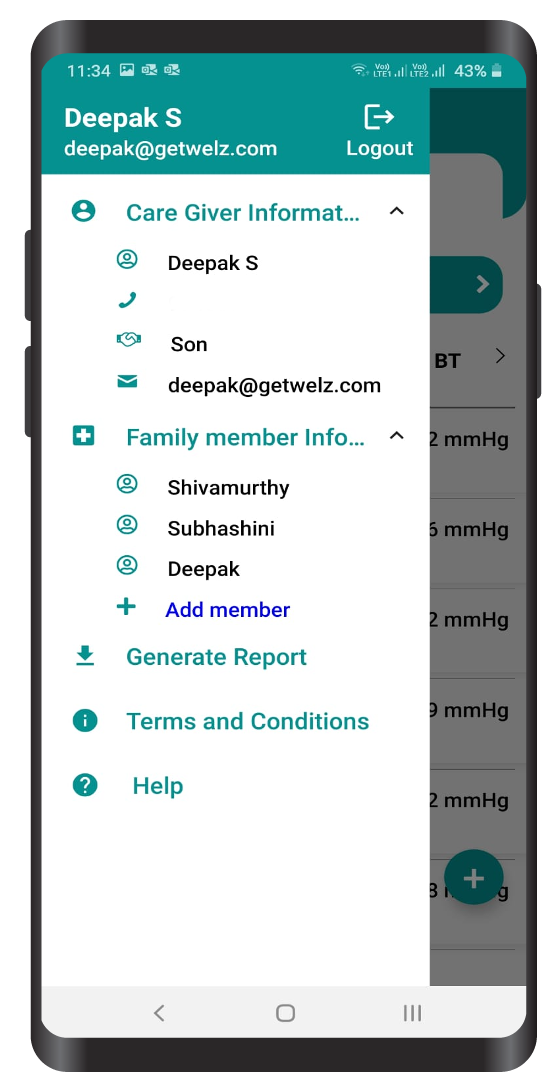 11:34 Vo)) LTE1 Vo)) LTE2 43%
Deepak S
deepak@getwelz.com
Logout
Care Giver Informat...
Deepak S
Son
deepak@getwelz.com
Family member Info...
Shivamurthy
Subhashini
Deepak
Add member
Generate Report
Terms and Conditions
Help
BT
2 mmHg
6 mmHg
2 mmHg
9 mmHg
2 mmHg